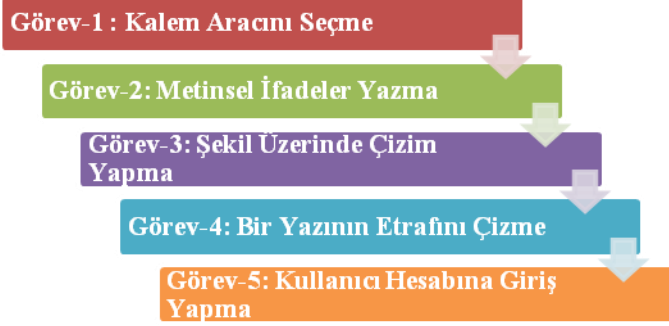 Görev-1 : Kalem Aracını Seçme
Görev-2: Metinsel İfadeler Yazma
Görev-3: Şekil Üzerinde Çizim
Yapma
Görev-4: Bir Yazının Etrafını Çizme
Görev-5: Kullanıcı Hesabına Giriş
Yapma